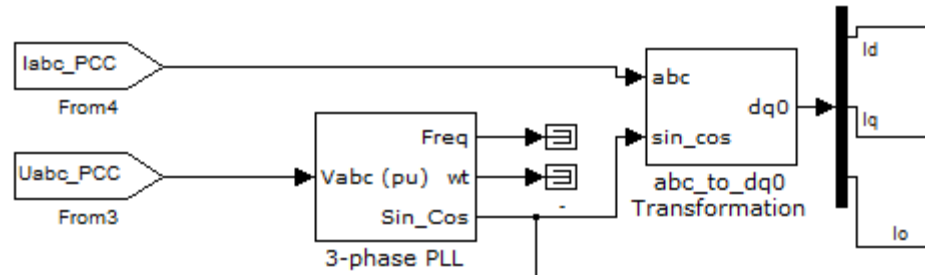 Iabc_PCC
From4
Uabc_PCC
From3
Vabc (pu)
Freq
wt
Sin_Cos
3-phase PLL
-
abc
sin_cos
dq0
abc_to_dq0
Transformation
Id
Iq
Io